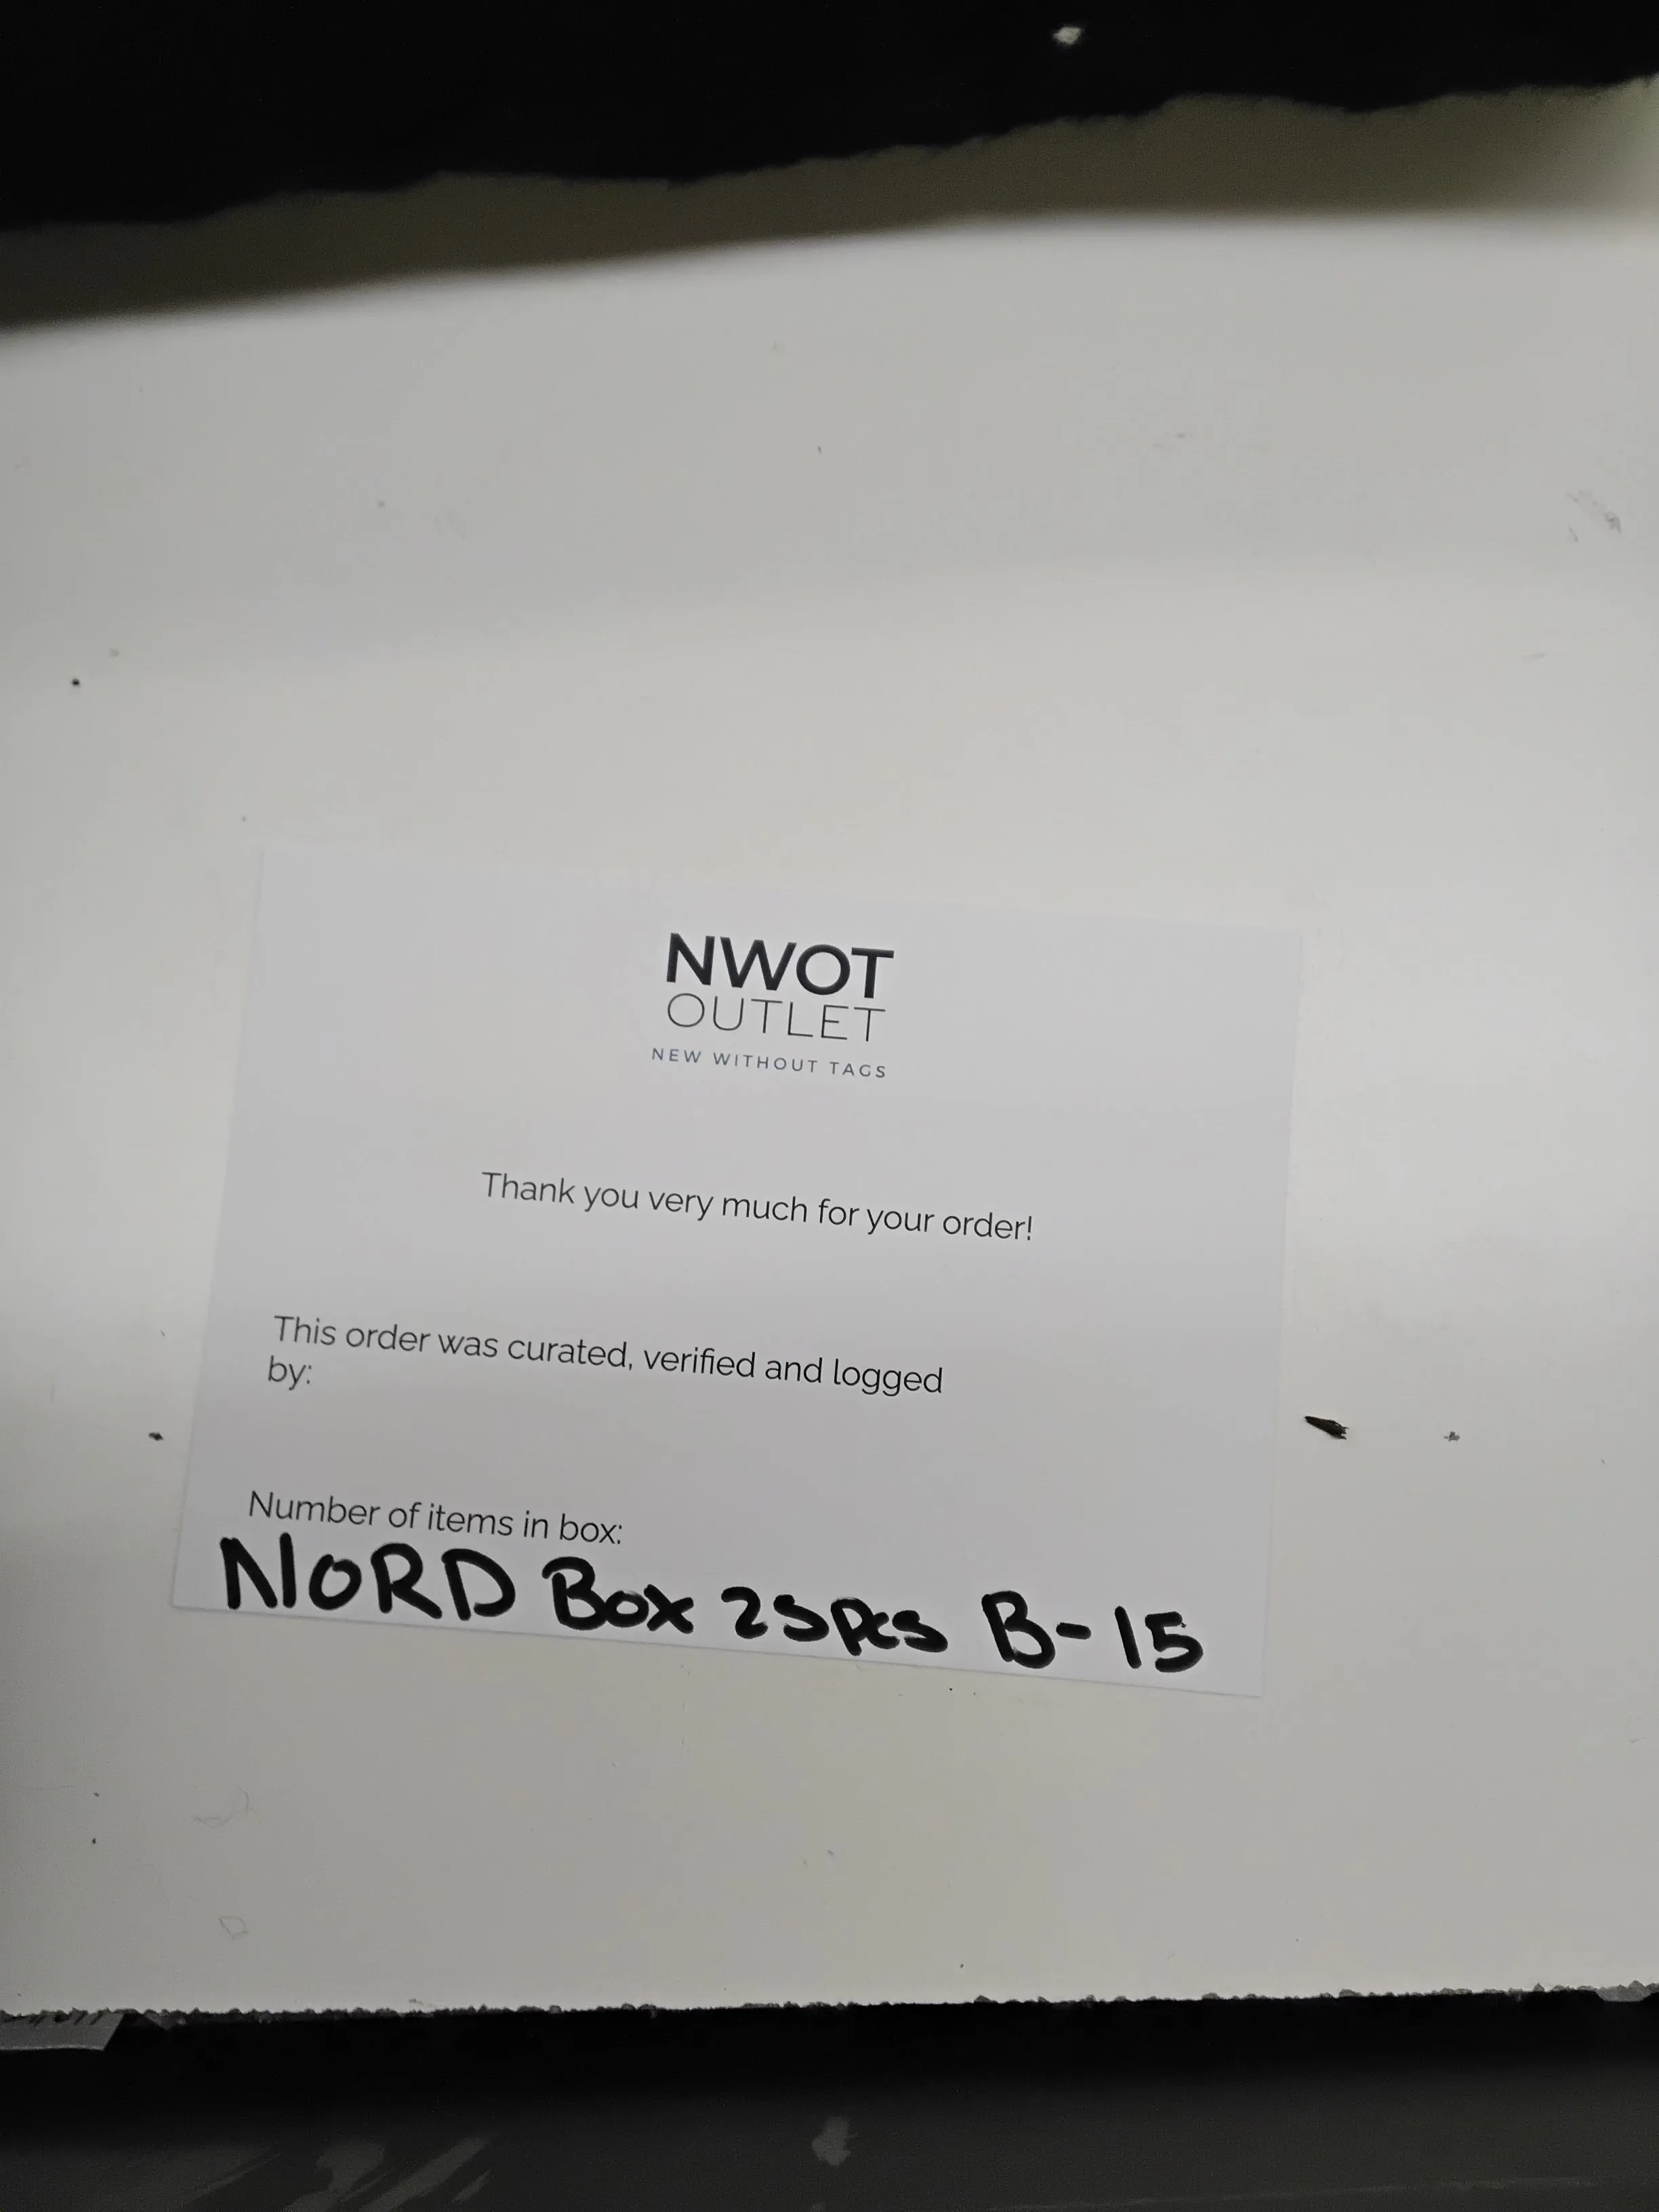 NWOT
OUTLET
NEW WITHOUT TAGS
Thank you very much for your order!
This order was curated, verified and logged
by:
Number of items in box:
NORD Box 25pcs B-15